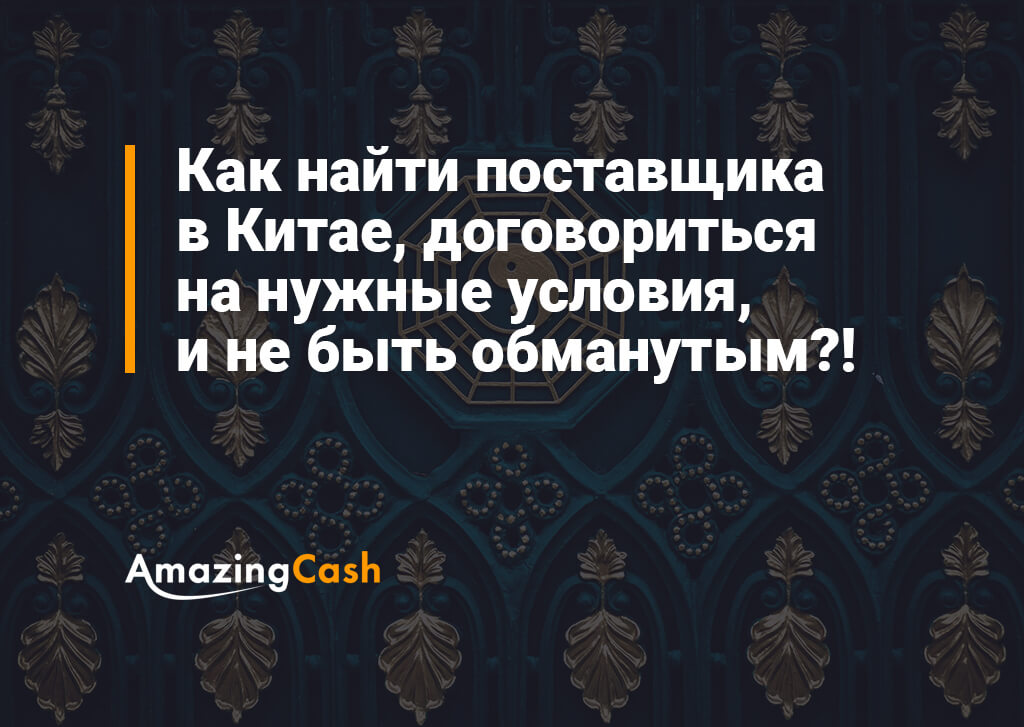 Как найти поставщика
в Китае, договориться
на нужные условия,
и не быть обманутым?!
AmazingCash